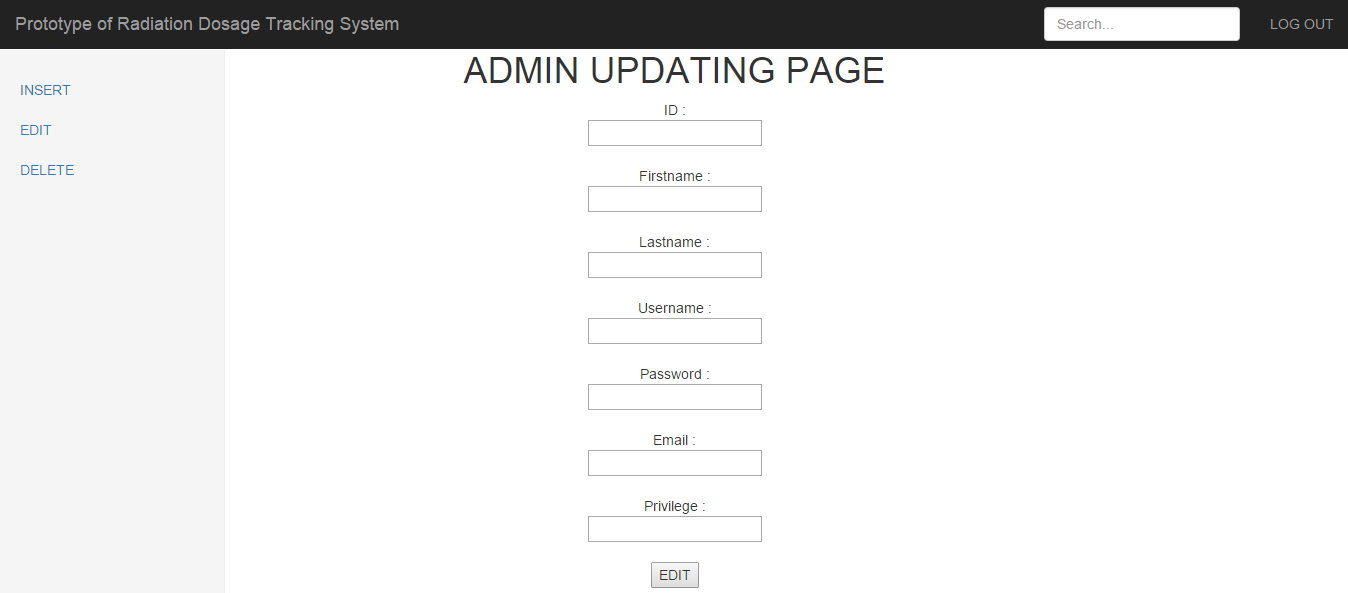 Prototype of Radiation Dosage Tracking System
Search...
LOG OUT
INSERT
EDIT
DELETE
ADMIN UPDATING PAGE
ID :
Firstname :
Lastname :
Username :
Password :
Email :
Privilege :
EDIT